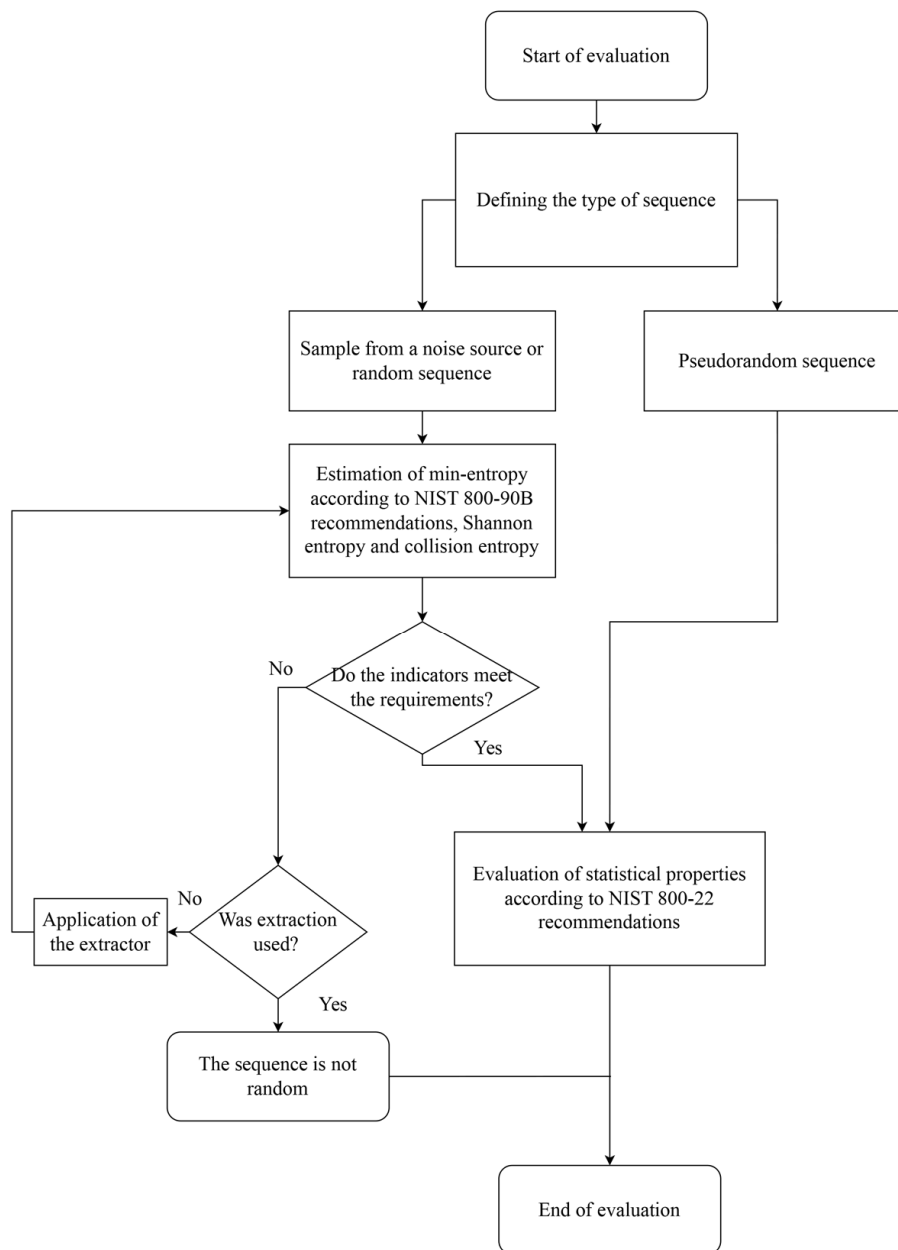 Start of evaluation
Defining the type of sequence
Sample from a noise source or
random sequence
Pseudorandom sequence
Estimation of min-entropy
according to NIST 800-90B
recommendations, Shannon
entropy and collision entropy
No
Do the indicators meet
the requirements?
Yes
Evaluation of statistical properties
according to NIST 800-22
recommendations
No
Application of
the extractor
Was extraction
used?
Yes
The sequence is not
random
End of evaluation